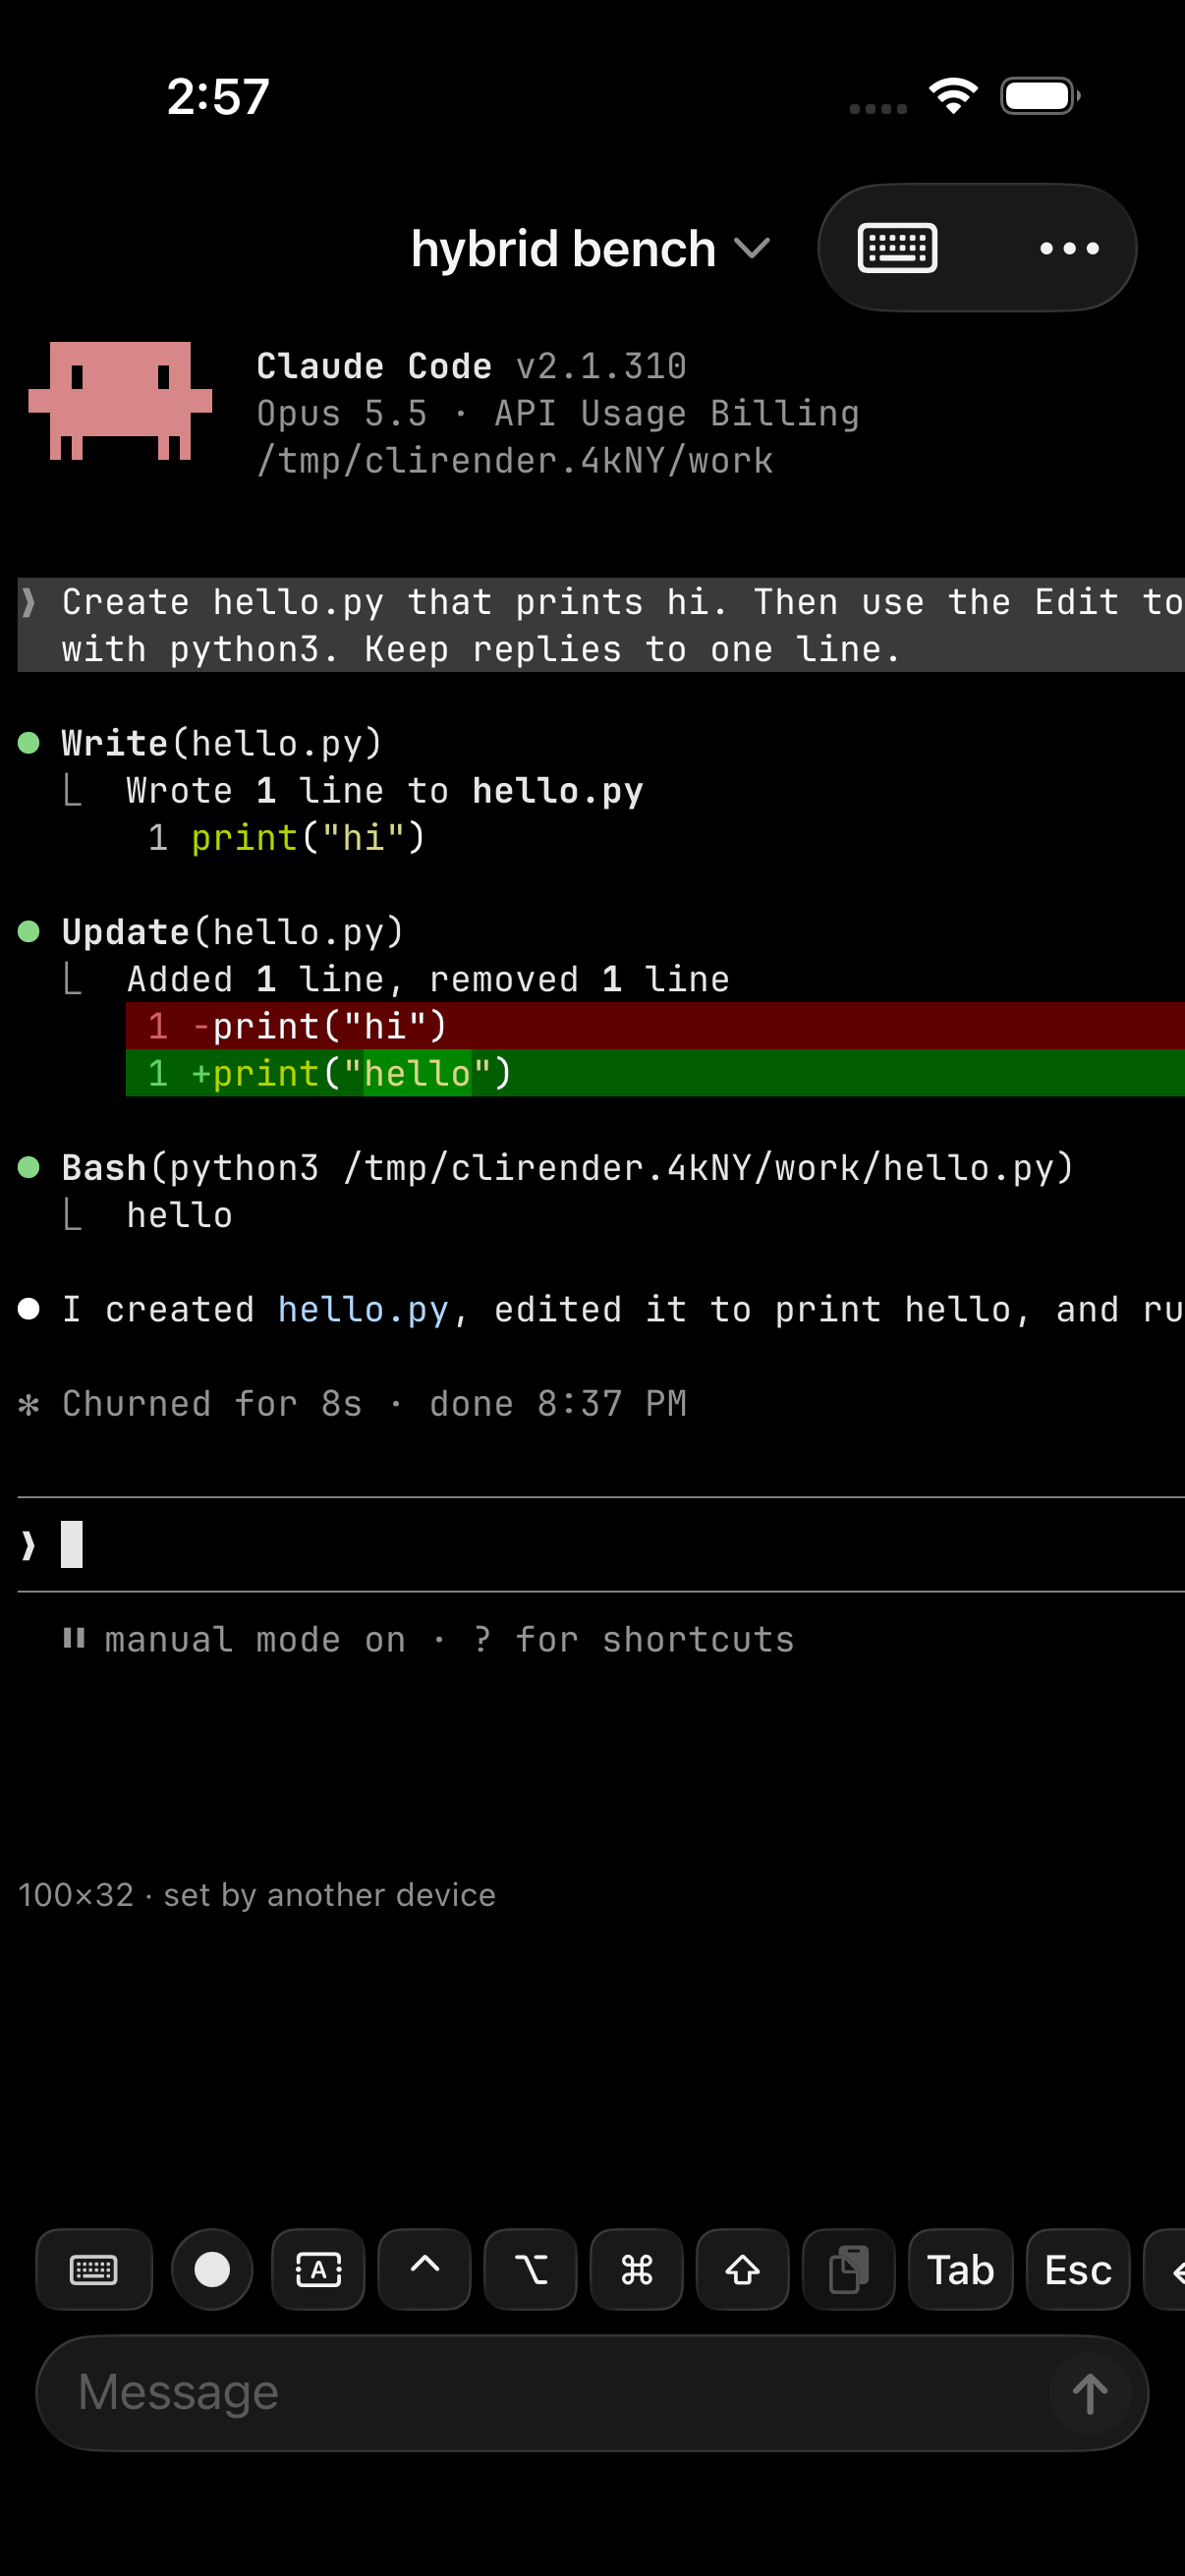 2:57
hybrid bench
Claude Code v2.1.310
Opus 5.5 · API Usage Billing
/tmp/clirender.4kNY/work
❯ Create hello.py that prints hi. Then use the Edit to
with python3. Keep replies to one line.
● Write(hello.py)
⎿ Wrote 1 line to hello.py
1 print("hi")
● Update(hello.py)
⎿ Added 1 line, removed 1 line
1 -print("hi")
1 +print("hello")
● Bash(python3 /tmp/clirender.4kNY/work/hello.py)
⎿ hello
● I created hello.py, edited it to print hello, and ru
✻ Churned for 8s · done 8:37 PM
❯
⏸ manual mode on · ? for shortcuts
100×32 · set by another device
A ^ ⌥ ⌘ ⇧ Tab Esc
Message